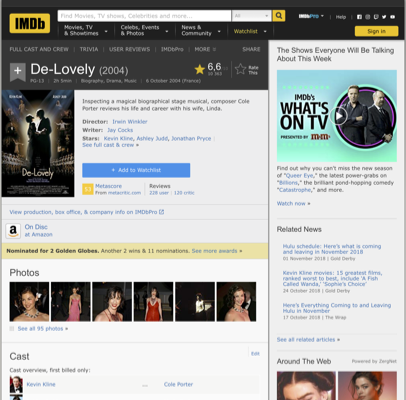 IMDb
Find Movies, TV shows, Celebrities and more...
All
IMDbPro
Help
Movies, TV
& Showtimes
Celebs, Events
& Photos
News &
Community
Watchlist
Sign in
FULL CAST AND CREW | TRIVIA | USER REVIEWS | IMDbPro | MORE
SHARE
De-Lovely (2004)
PG-13 | 2h 5min | Biography, Drama, Music | 6 October 2004 (France)
6,6
Rate
This
Inspecting a magical biographical stage musical, composer Cole
Porter reviews his life and career with his wife, Linda.
Director: Irwin Winkler
Writer: Jay Cocks
Stars: Kevin Kline, Ashley Judd, Jonathan Pryce |
See full cast & crew »
+ Add to Watchlist
Metascore
From metacritic.com
Reviews
228 user | 120 critic
De-Lovely
View production, box office, & company info on IMDbPro
On Disc
at Amazon
Nominated for 2 Golden Globes. Another 2 wins & 11 nominations. See more awards »
Photos
See all 95 photos »
Cast
Edit
Cast overview, first billed only:
Kevin Kline ... Cole Porter
The Shows Everyone Will Be Talking
About This Week
IMDb's
WHAT'S
ON TV
PRESENTED BY
Find out why you can't miss the new season
of "Queer Eye," the latest power-grabs on
"Billions," the brilliant pond-hopping comedy
"Catastrophe," and more.
Watch now »
Related News
Hulu schedule: Here's what is coming
and leaving in November 2018
01 November 2018 | Gold Derby
Kevin Kline movies: 15 greatest films,
ranked worst to best, include 'A Fish
Called Wanda,' 'Sophie's Choice'
24 October 2018 | Gold Derby
Here's Everything Coming to and Leaving
Hulu in November
17 October 2018 | The Wrap
See all related articles »
Around The Web
Powered by ZergNet